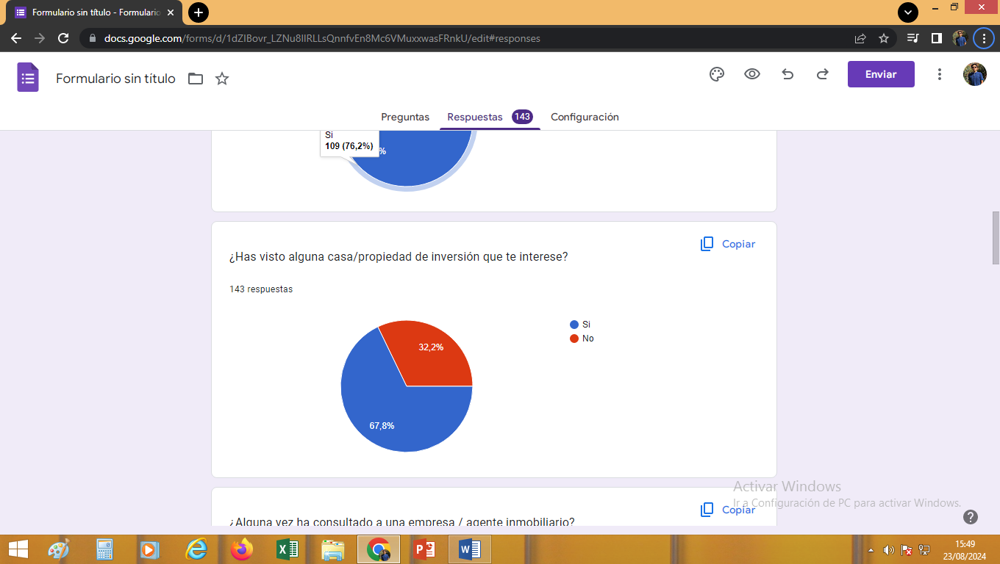 Formulario sin título - Formulario
docs.google.com/forms/d/1dZIBovr_LZNu8lIRLLsQnnfvEn8Mc6VMuxxwasFRnkU/edit#responses
Formulario sin título
Enviar
Preguntas
Respuestas 143
Configuración
Si
109 (76,2%)
%
Copiar
¿Has visto alguna casa/propiedad de inversión que te interese?
143 respuestas
Si
No
32,2%
67,8%
Activar Windows
Ir a Configuración de PC para activar Windows.
Copiar
¿Alguna vez ha consultado a una empresa / agente inmobiliario?
15:49
23/08/2024